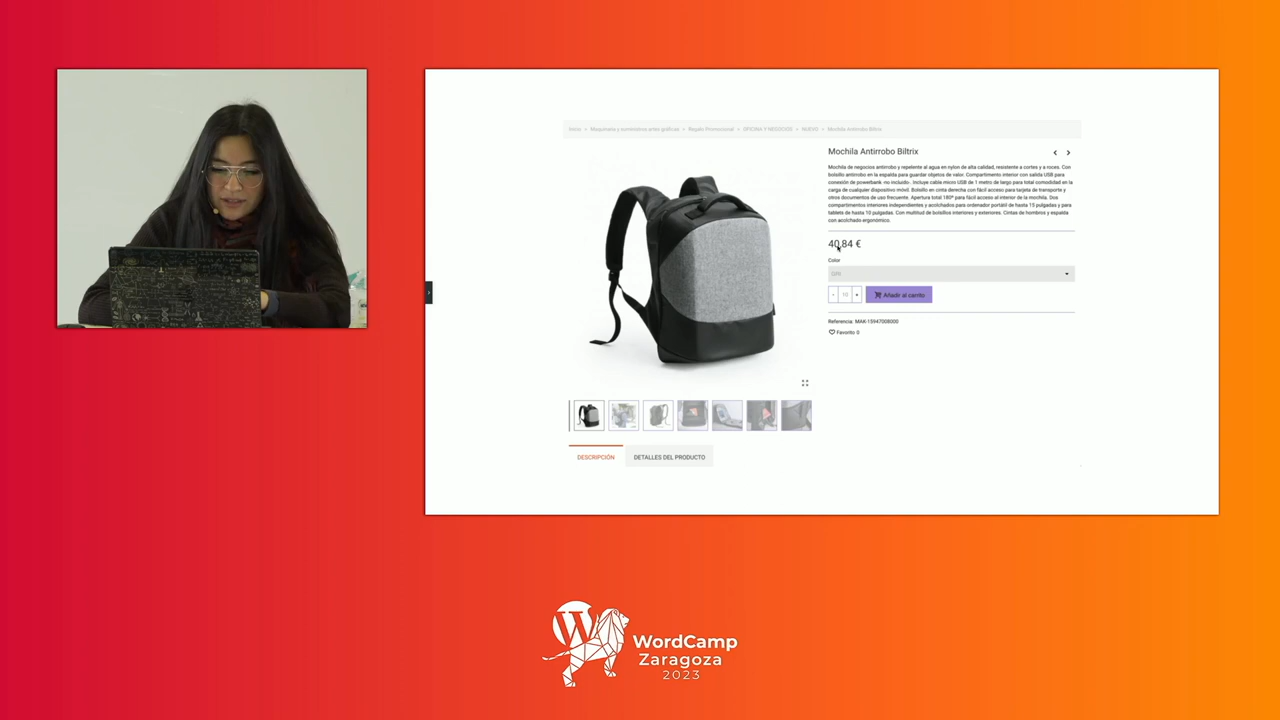 Inicio > Maquinaria y suministros artes gráficas > Regalo Promocional > OFICINA Y NEGOCIOS > NUEVO > Mochila Antirrobo Biltrix
Mochila Antirrobo Biltrix
Mochila de negocios antirrobo y repelente al agua en nylon de alta calidad, resistente a cortes y a roces. Con
bolsillo antirrobo en la espalda para guardar objetos de valor. Compartimento interior con salida USB para
conexión de powerbank -no incluido-. Incluye cable micro USB de 1 metro de largo para total comodidad en la
carga de cualquier dispositivo móvil. Bolsillo en cinta derecha con fácil acceso para tarjeta de transporte y
otros documentos de uso frecuente. Apertura total 180º para fácil acceso al interior de la mochila. Dos
compartimentos interiores independientes y acolchados para ordenador portátil de hasta 15 pulgadas y para
tableta de hasta 10 pulgadas. Con multitud de bolsillos interiores y exteriores. Cintas de hombros y espalda
con acolchado ergonómico.
40,84 €
Color
GRI
- 10 +
Añadir al carrito
Referencia: MAK-15947008000
Favorito 0
DESCRIPCIÓN
DETALLES DEL PRODUCTO
WordCamp
Zaragoza
2023